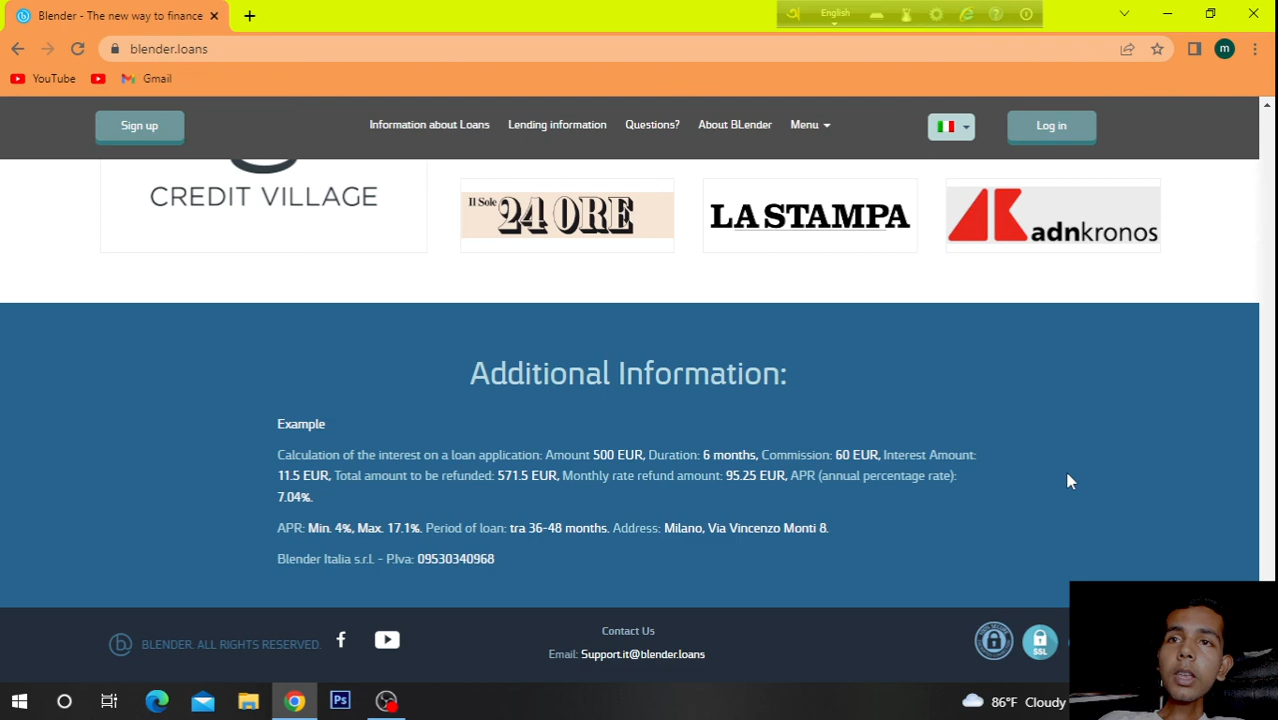 Blender - The new way to finance
English
blender.loans
m
YouTube
Gmail
Sign up
Information about Loans
Lending information
Questions?
About BLender
Menu
Log in
CREDIT VILLAGE
Il Sole
24 ORE
LA STAMPA
adnkronos
Additional Information:
Example
Calculation of the interest on a loan application: Amount 500 EUR, Duration: 6 months, Commission: 60 EUR, Interest Amount:
11.5 EUR, Total amount to be refunded: 571.5 EUR, Monthly rate refund amount: 95.25 EUR, APR (annual percentage rate):
7.04%.
APR: Min. 4%, Max. 17.1%. Period of loan: tra 36-48 months. Address: Milano, Via Vincenzo Monti 8.
Blender Italia s.r.l. - P.Iva: 09530340968
BLENDER. ALL RIGHTS RESERVED.
Contact Us
Email: Support.it@blender.loans
SSL
Ps
86°F Cloudy